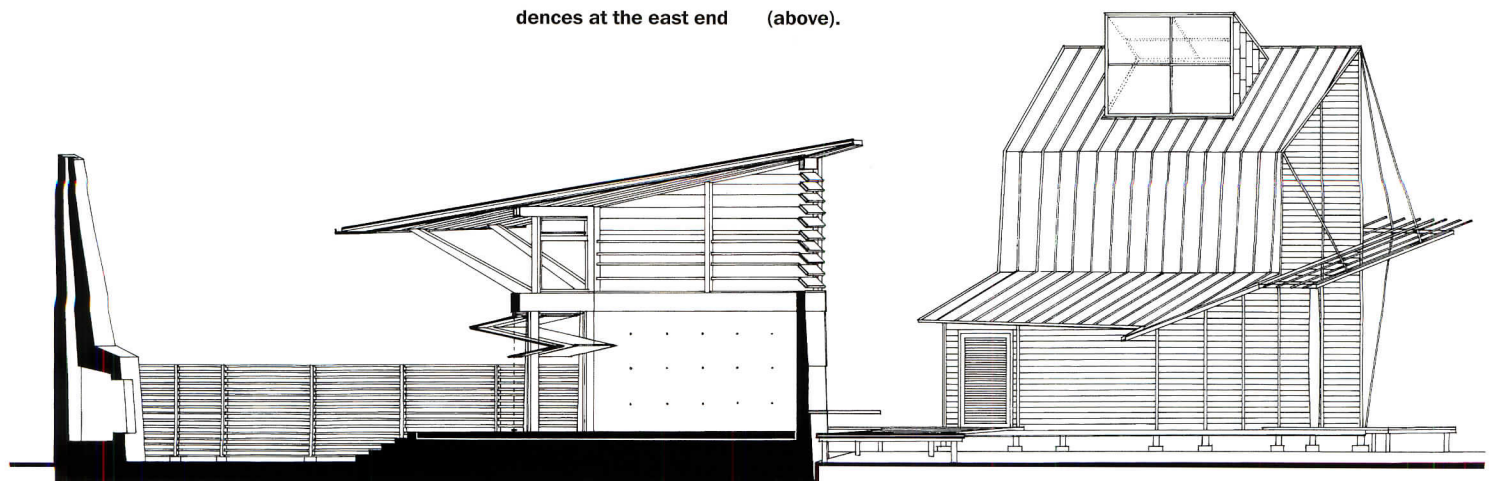 dences at the east end (above).